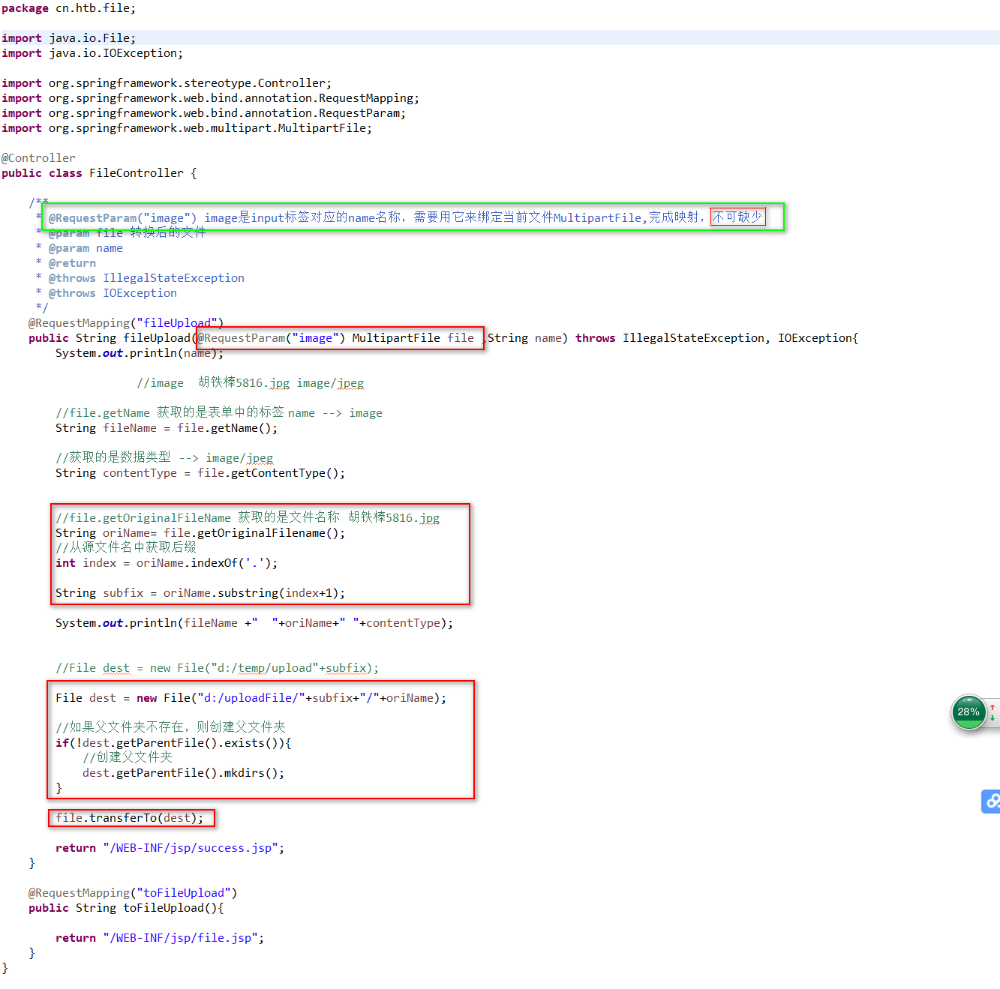 package cn.htb.file;
import java.io.File;
import java.io.IOException;
import org.springframework.stereotype.Controller;
import org.springframework.web.bind.annotation.RequestMapping;
import org.springframework.web.bind.annotation.RequestParam;
import org.springframework.web.multipart.MultipartFile;
@Controller
public class FileController {
/**
* @RequestParam("image") image是input标签对应的name名称，需要用它来绑定当前文件MultipartFile,完成映射，不可缺少
* @param file 转换后的文件
* @param name
* @return
* @throws IllegalStateException
* @throws IOException
*/
@RequestMapping("fileUpload")
public String fileUpload(@RequestParam("image") MultipartFile file ,String name) throws IllegalStateException, IOException{
System.out.println(name);
//image  胡铁棒5816.jpg image/jpeg
//file.getName 获取的是表单中的标签 name --> image
String fileName = file.getName();
//获取的是数据类型 --> image/jpeg
String contentType = file.getContentType();
//file.getOriginalFileName 获取的是文件名称 胡铁棒5816.jpg
String oriName= file.getOriginalFilename();
//从源文件名中获取后缀
int index = oriName.indexOf('.');
String subfix = oriName.substring(index+1);
System.out.println(fileName +"  "+oriName+" "+contentType);
//File dest = new File("d:/temp/upload"+subfix);
File dest = new File("d:/uploadFile/"+subfix+"/"+oriName);
//如果父文件夹不存在，则创建父文件夹
if(!dest.getParentFile().exists()){
//创建父文件夹
dest.getParentFile().mkdirs();
}
file.transferTo(dest);
return "/WEB-INF/jsp/success.jsp";
}
@RequestMapping("toFileUpload")
public String toFileUpload(){
return "/WEB-INF/jsp/file.jsp";
}
}
28%